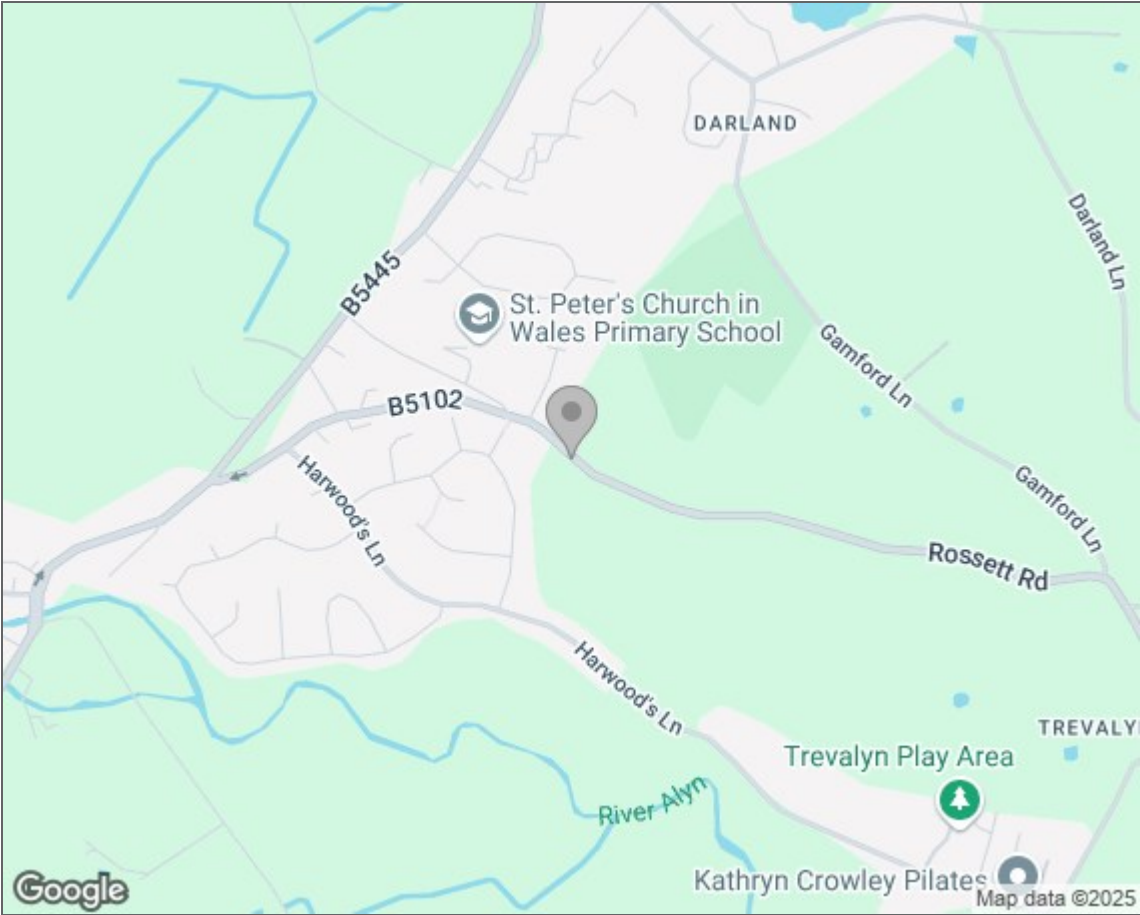 DARLAND
Darland Ln
B5445
St. Peter's Church in
Wales Primary School
Gamford Ln
B5102
Harwood's Ln
Gamford Ln
Rossett Rd
Harwood's Ln
TREVALY
Trevalyn Play Area
River Alyn
Kathryn Crowley Pilates
Google
Map data ©2025